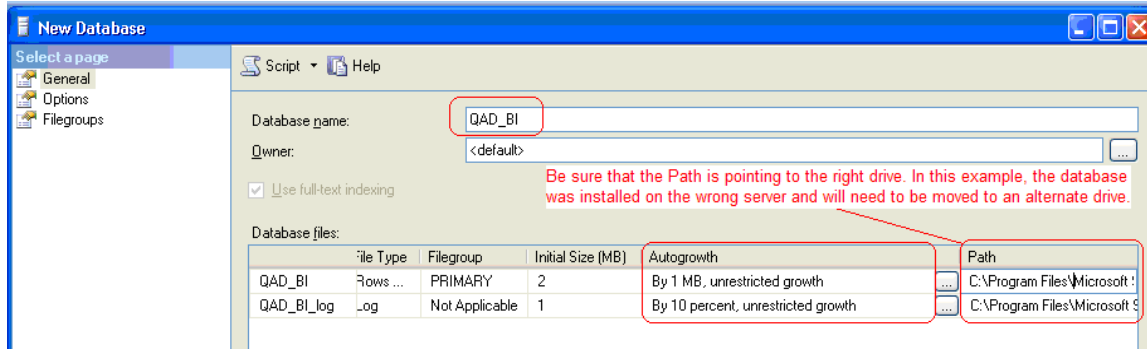 New Database
Select a page
General
Options
Filegroups
Script Help
Database name: QAD_BI
Owner: <default> ...
Use full-text indexing
Be sure that the Path is pointing to the right drive. In this example, the database
was installed on the wrong server and will need to be moved to an alternate drive.
Database files:
File Type Filegroup Initial Size (MB) Autogrowth Path
QAD_BI Rows ... PRIMARY 2 By 1 MB, unrestricted growth ... C:\Program Files\Microsoft S
QAD_BI_log Log Not Applicable 1 By 10 percent, unrestricted growth ... C:\Program Files\Microsoft S